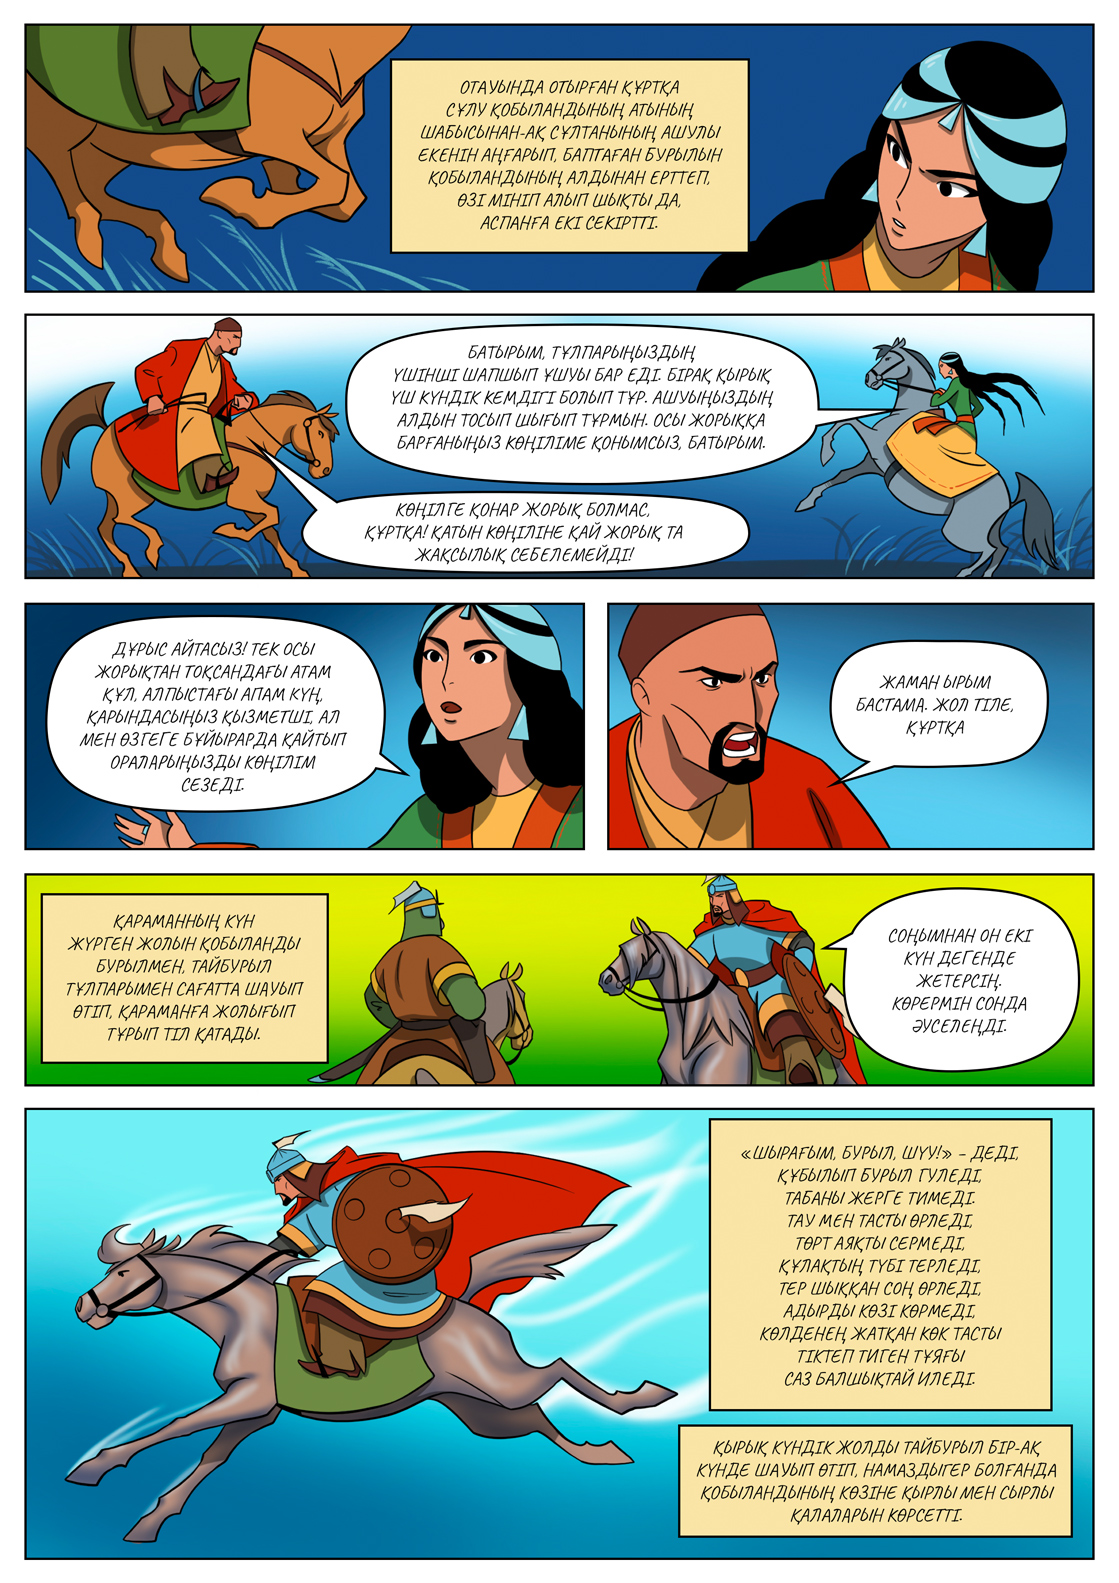 ОТАУЫНДА ОТЫРҒАН ҚҰРТҚА
СҰЛУ ҚОБЫЛАНДЫНЫҢ АТЫНЫҢ
ШАБЫСЫНАН-АҚ СҰЛТАНЫНЫҢ АШУЛЫ
ЕКЕНІН АҢҒАРЫП, БАПТАҒАН БУРЫЛЫН
ҚОБЫЛАНДЫНЫҢ АЛДЫНАН ЕРТТЕП,
ӨЗІ МІНІП АЛЫП ШЫҚТЫ ДА,
АСПАНҒА ЕКІ СЕКІРТТІ.
БАТЫРЫМ, ТҰЛПАРЫҢЫЗДЫҢ
ҮШІНШІ ШАПШЫП ҰШУЫ БАР ЕДІ. БІРАҚ ҚЫРЫҚ
ҮШ КҮНДІК КЕМДІГІ БОЛЫП ТҰР. АШУЫҢЫЗДЫҢ
АЛДЫН ТОСЫП ШЫҒЫП ТҰРМЫН. ОСЫ ЖОРЫҚҚА
БАРҒАНЫҢЫЗ КӨҢІЛІМЕ ҚОНЫМСЫЗ, БАТЫРЫМ.
КӨҢІЛГЕ ҚОНАР ЖОРЫҚ БОЛМАС,
ҚҰРТҚА! ҚАТЫН КӨҢІЛІНЕ ҚАЙ ЖОРЫҚ ТА
ЖАҚСЫЛЫҚ СЕБЕЛЕМЕЙДІ!
ДҰРЫС АЙТАСЫЗ! ТЕК ОСЫ
ЖОРЫҚТАН ТОҚСАНДАҒЫ АТАМ
ҚҰЛ, АЛПЫСТАҒЫ АПАМ КҮҢ,
ҚАРЫНДАСЫҢЫЗ ҚЫЗМЕТШІ, АЛ
МЕН ӨЗГЕГЕ БҰЙЫРАРДА ҚАЙТЫП
ОРАЛАРЫҢЫЗДЫ КӨҢІЛІМ
СЕЗЕДІ.
ЖАМАН ЫРЫМ
БАСТАМА. ЖОЛ ТІЛЕ,
ҚҰРТҚА
ҚАРАМАННЫҢ КҮН
ЖҮРГЕН ЖОЛЫН ҚОБЫЛАНДЫ
БУРЫЛМЕН, ТАЙБУРЫЛ
ТҰЛПАРЫМЕН САҒАТТА ШАУЫП
ӨТІП, ҚАРАМАНҒА ЖОЛЫҒЫП
ТҰРЫП ТІЛ ҚАТАДЫ.
СОҢЫМНАН ОН ЕКІ
КҮН ДЕГЕНДЕ
ЖЕТЕРСІҢ.
КӨРЕРМІН СОНДА
ӘУСЕЛЕҢДІ.
«ШЫРАҒЫМ, БУРЫЛ, ШҮУ!» – ДЕДІ,
ҚҰБЫЛЫП БУРЫЛ ГУЛЕДІ,
ТАБАНЫ ЖЕРГЕ ТИМЕДІ.
ТАУ МЕН ТАСТЫ ӨРЛЕДІ,
ТӨРТ АЯҚТЫ СЕРМЕДІ,
ҚҰЛАҚТЫҢ ТҮБІ ТЕРЛЕДІ,
ТЕР ШЫҚҚАН СОҢ ӨРЛЕДІ,
АДЫРДЫ КӨЗІ КӨРМЕДІ,
КӨЛДЕНЕҢ ЖАТҚАН КӨК ТАСТЫ
ТІКТЕП ТИГЕН ТҰЯҒЫ
САЗ БАЛШЫҚТАЙ ИЛЕДІ.
ҚЫРЫҚ КҮНДІК ЖОЛДЫ ТАЙБУРЫЛ БІР-АҚ
КҮНДЕ ШАУЫП ӨТІП, НАМАЗДЫГЕР БОЛҒАНДА
ҚОБЫЛАНДЫНЫҢ КӨЗІНЕ ҚЫРЛЫ МЕН СЫРЛЫ
ҚАЛАЛАРЫН КӨРСЕТТІ.